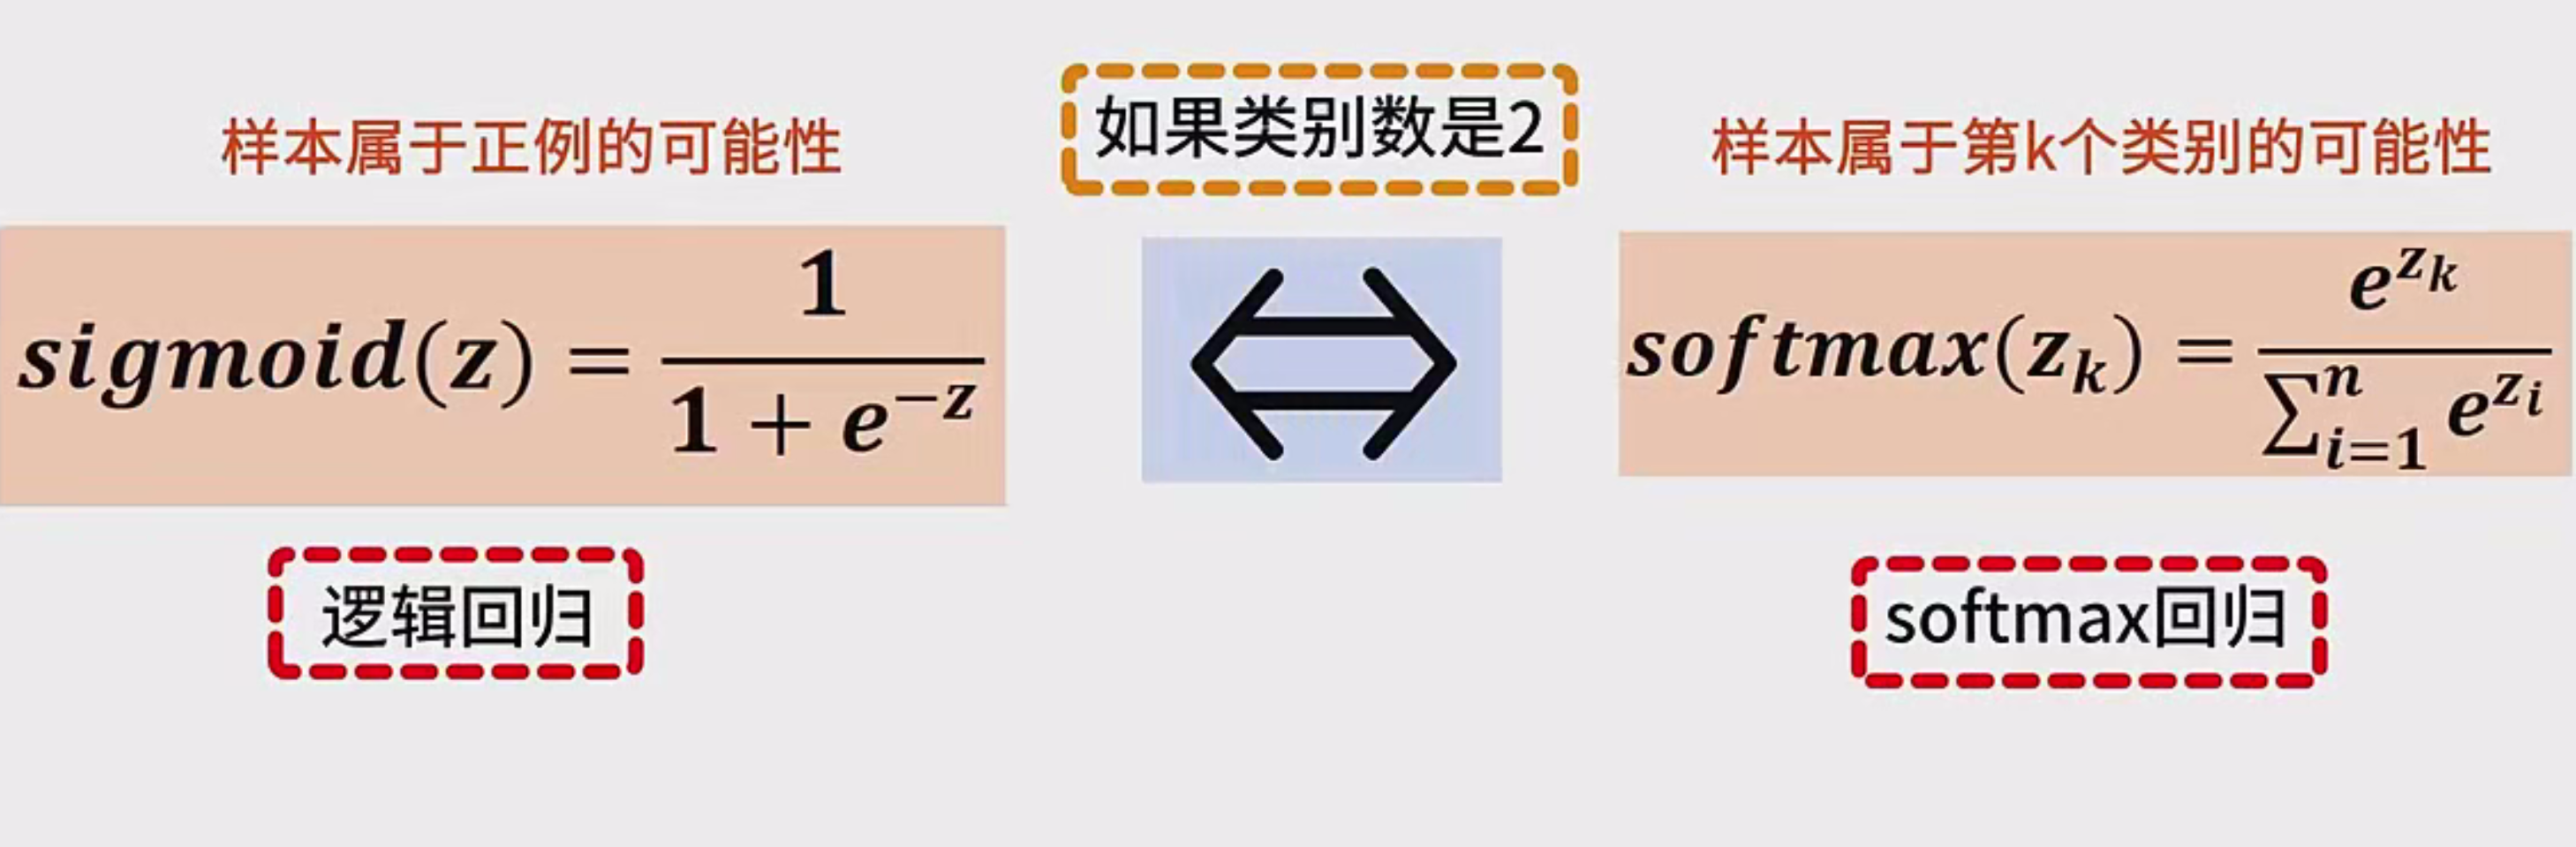 如果类别数是2
样本属于正例的可能性
样本属于第k个类别的可能性
sigmoid(z) = \frac{1}{1 + e^{-z}}
softmax(z_k) = \frac{e^{z_k}}{\sum_{i=1}^{n} e^{z_i}}
逻辑回归
softmax回归